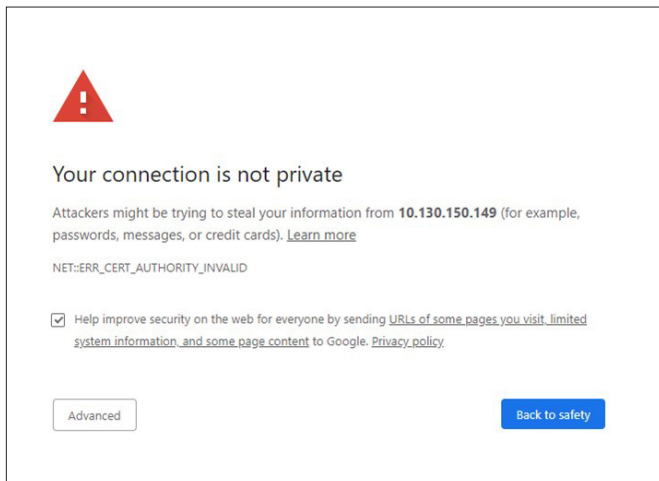 Your connection is not private
Attackers might be trying to steal your information from 10.130.150.149 (for example,
passwords, messages, or credit cards). Learn more
NET::ERR_CERT_AUTHORITY_INVALID
Help improve security on the web for everyone by sending URLs of some pages you visit, limited
system information, and some page content to Google. Privacy policy
Advanced
Back to safety